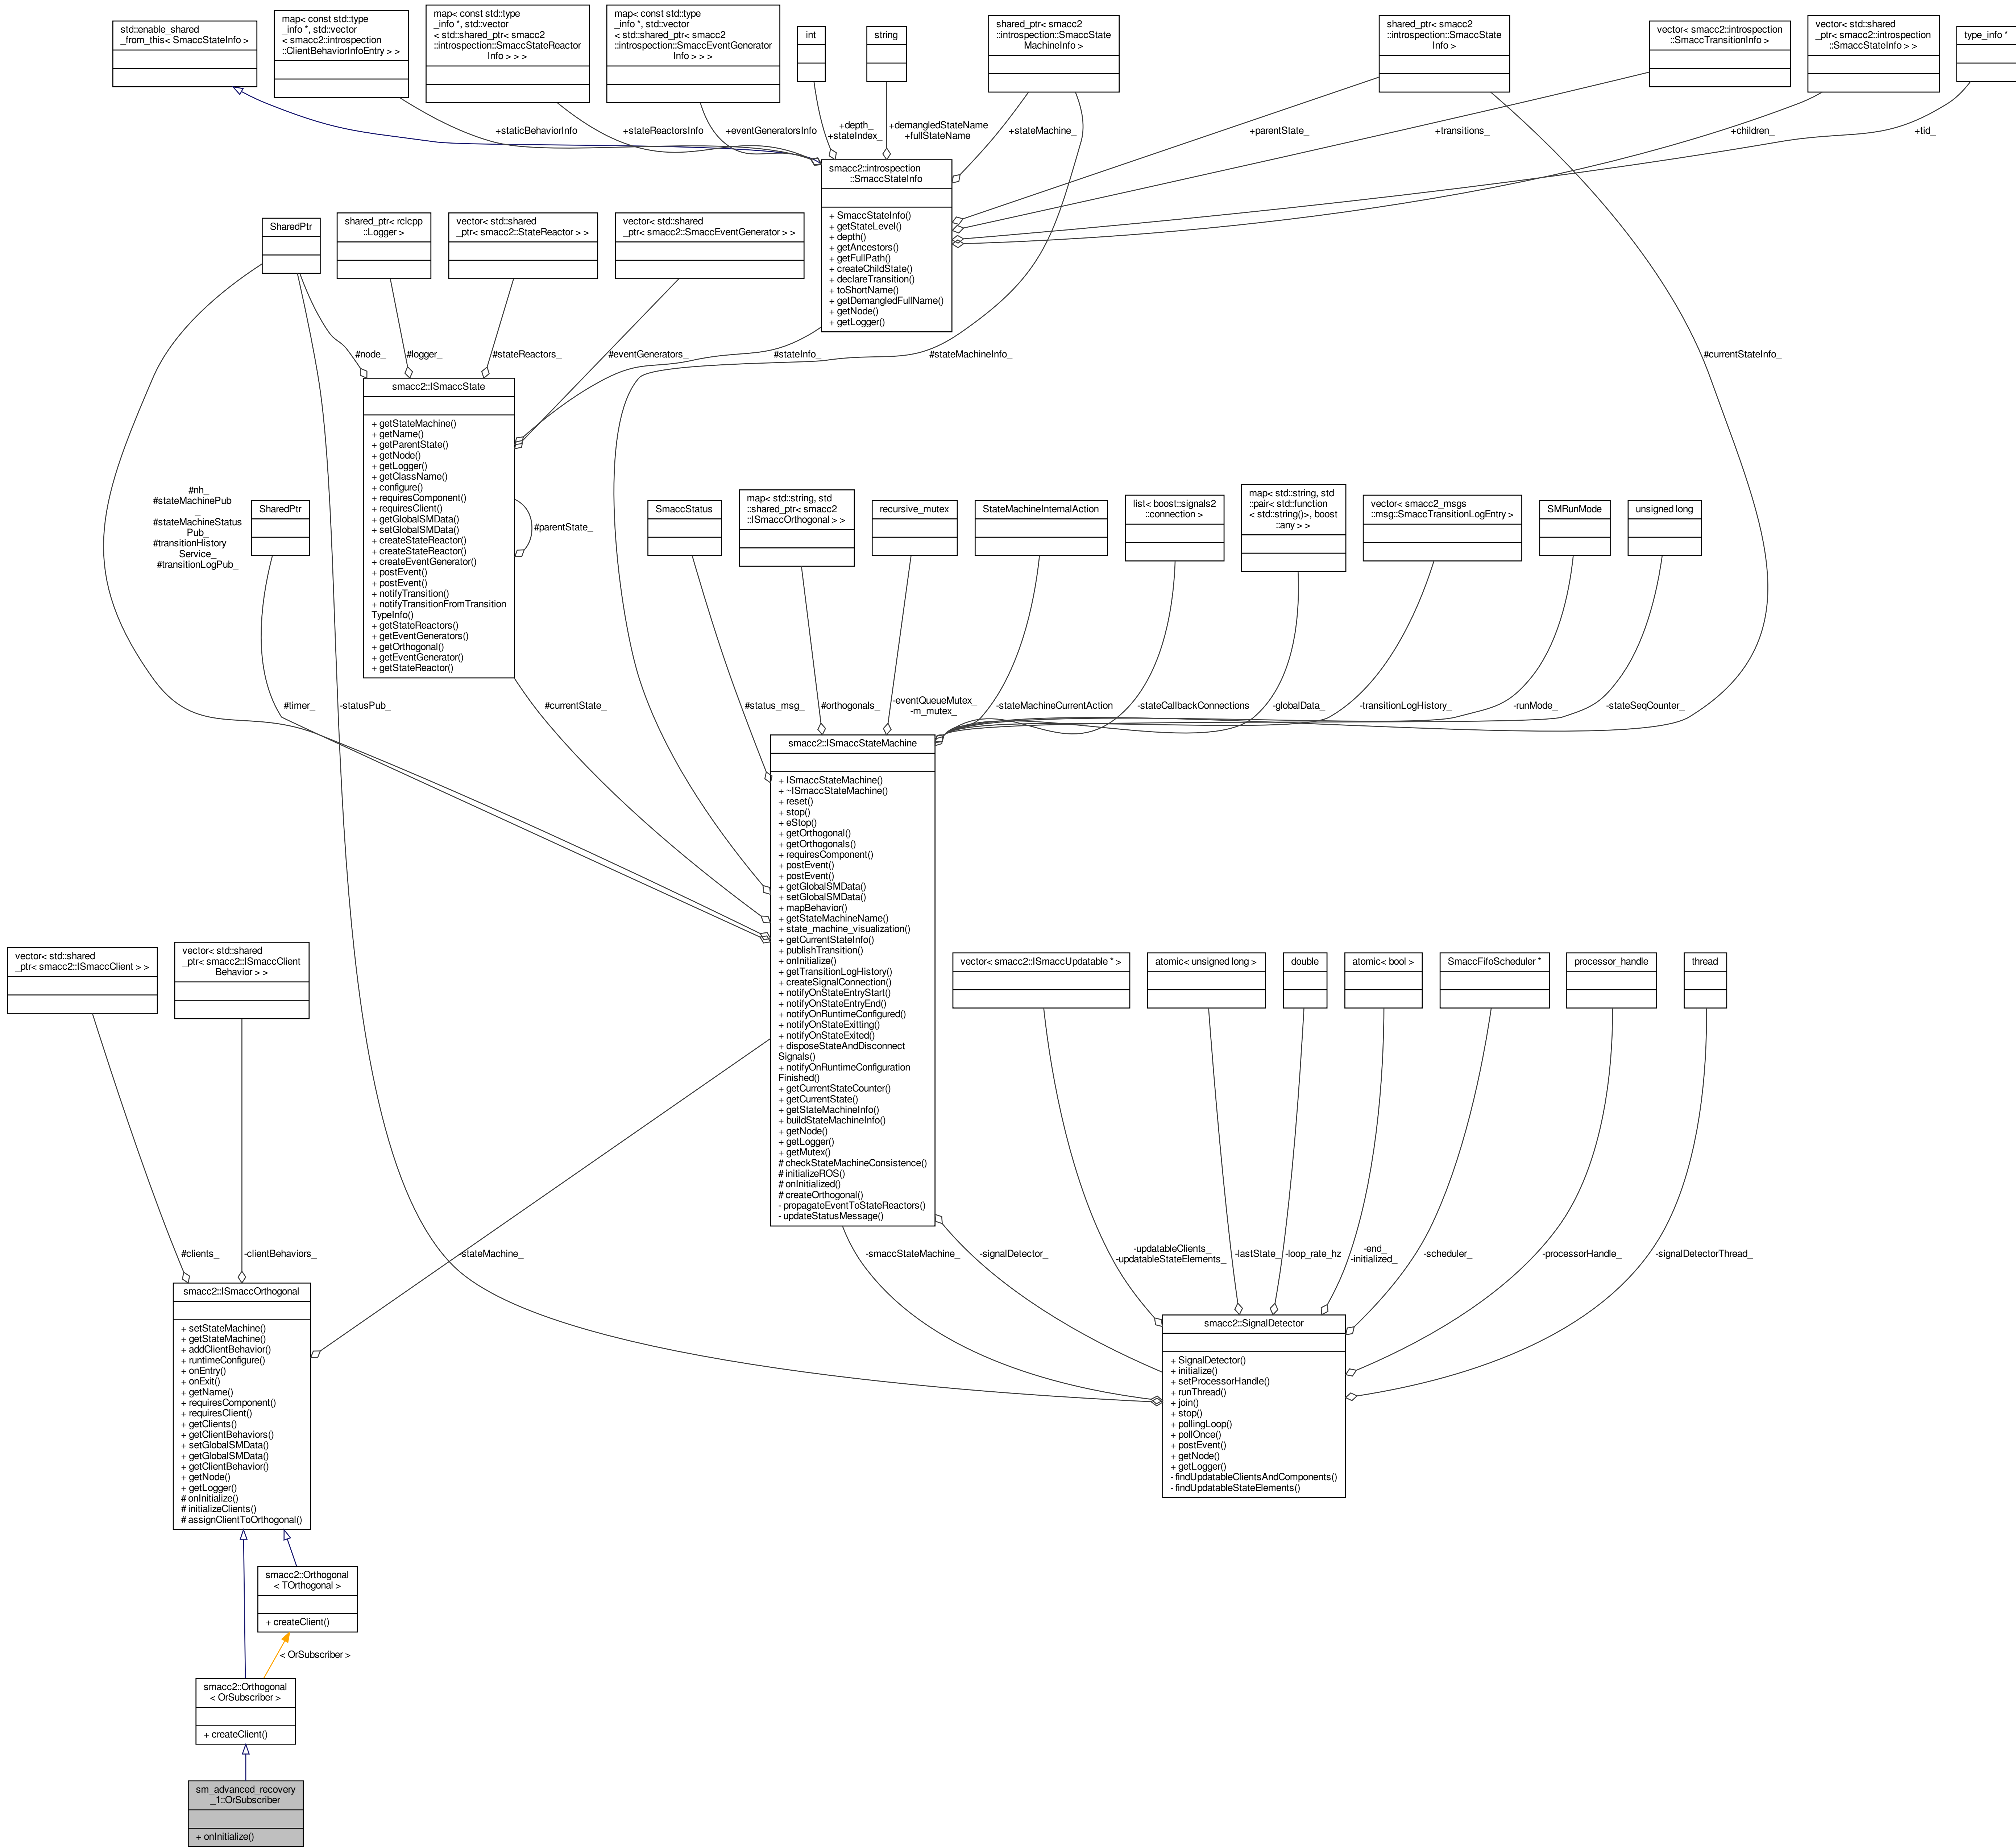 std::enable_shared
_from_this< SmaccStateInfo >
map< const std::type
_info *, std::vector
< smacc2::introspection
::ClientBehaviorInfoEntry > >
map< const std::type
_info *, std::vector
< std::shared_ptr< smacc2
::introspection::SmaccStateReactor
Info > > >
map< const std::type
_info *, std::vector
< std::shared_ptr< smacc2
::introspection::SmaccEventGenerator
Info > > >
int
string
shared_ptr< smacc2
::introspection::SmaccState
MachineInfo >
shared_ptr< smacc2
::introspection::SmaccState
Info >
vector< smacc2::introspection
::SmaccTransitionInfo >
vector< std::shared
_ptr< smacc2::introspection
::SmaccStateInfo > >
type_info *
+staticBehaviorInfo
+stateReactorsInfo
+eventGeneratorsInfo
+depth_
+stateIndex_
+demangledStateName
+fullStateName
+stateMachine_
+parentState_
+transitions_
+children_
+tid_
smacc2::introspection
::SmaccStateInfo
+ SmaccStateInfo()
+ getStateLevel()
+ depth()
+ getAncestors()
+ getFullPath()
+ createChildState()
+ declareTransition()
+ toShortName()
+ getDemangledFullName()
+ getNode()
+ getLogger()
SharedPtr
shared_ptr< rclcpp
::Logger >
vector< std::shared
_ptr< smacc2::StateReactor > >
vector< std::shared
_ptr< smacc2::SmaccEventGenerator > >
#node_
#logger_
#stateReactors_
#eventGenerators_
#stateInfo_
#stateMachineInfo_
#currentStateInfo_
smacc2::ISmaccState
+ getStateMachine()
+ getName()
+ getParentState()
+ getNode()
+ getLogger()
+ getClassName()
+ configure()
+ requiresComponent()
+ requiresClient()
+ getGlobalSMData()
+ setGlobalSMData()
+ createStateReactor()
+ createStateReactor()
+ createEventGenerator()
+ postEvent()
+ postEvent()
+ notifyTransition()
+ notifyTransitionFromTransition
TypeInfo()
+ getStateReactors()
+ getEventGenerators()
+ getOrthogonal()
+ getEventGenerator()
+ getStateReactor()
#parentState_
#nh_
#stateMachinePub
_
#stateMachineStatus
Pub_
#transitionHistory
Service_
#transitionLogPub_
SharedPtr
SmaccStatus
map< std::string, std
::shared_ptr< smacc2
::ISmaccOrthogonal > >
recursive_mutex
StateMachineInternalAction
list< boost::signals2
::connection >
map< std::string, std
::pair< std::function
< std::string()>, boost
::any > >
vector< smacc2_msgs
::msg::SmaccTransitionLogEntry >
SMRunMode
unsigned long
#timer_
-statusPub_
#currentState_
#status_msg_
#orthogonals_
-eventQueueMutex_
-m_mutex_
-stateMachineCurrentAction
-stateCallbackConnections
-globalData_
-transitionLogHistory_
-runMode_
-stateSeqCounter_
smacc2::ISmaccStateMachine
+ ISmaccStateMachine()
+ ~ISmaccStateMachine()
+ reset()
+ stop()
+ eStop()
+ getOrthogonal()
+ getOrthogonals()
+ requiresComponent()
+ postEvent()
+ postEvent()
+ getGlobalSMData()
+ setGlobalSMData()
+ mapBehavior()
+ getStateMachineName()
+ state_machine_visualization()
+ getCurrentStateInfo()
+ publishTransition()
+ onInitialize()
+ getTransitionLogHistory()
+ createSignalConnection()
+ notifyOnStateEntryStart()
+ notifyOnStateEntryEnd()
+ notifyOnRuntimeConfigured()
+ notifyOnStateExitting()
+ notifyOnStateExited()
+ disposeStateAndDisconnect
Signals()
+ notifyOnRuntimeConfiguration
Finished()
+ getCurrentStateCounter()
+ getCurrentState()
+ getStateMachineInfo()
+ buildStateMachineInfo()
+ getNode()
+ getLogger()
+ getMutex()
# checkStateMachineConsistence()
# initializeROS()
# onInitialized()
# createOrthogonal()
- propagateEventToStateReactors()
- updateStatusMessage()
vector< std::shared
_ptr< smacc2::ISmaccClient > >
vector< std::shared
_ptr< smacc2::ISmaccClient
Behavior > >
vector< smacc2::ISmaccUpdatable * >
atomic< unsigned long >
double
atomic< bool >
SmaccFifoScheduler *
processor_handle
thread
#clients_
-clientBehaviors_
-stateMachine_
-smaccStateMachine_
-signalDetector_
-updatableClients_
-updatableStateElements_
-lastState_
-loop_rate_hz
-end_
-initialized_
-scheduler_
-processorHandle_
-signalDetectorThread_
smacc2::ISmaccOrthogonal
+ setStateMachine()
+ getStateMachine()
+ addClientBehavior()
+ runtimeConfigure()
+ onEntry()
+ onExit()
+ getName()
+ requiresComponent()
+ requiresClient()
+ getClients()
+ getClientBehaviors()
+ setGlobalSMData()
+ getGlobalSMData()
+ getClientBehavior()
+ getNode()
+ getLogger()
# onInitialize()
# initializeClients()
# assignClientToOrthogonal()
smacc2::SignalDetector
+ SignalDetector()
+ initialize()
+ setProcessorHandle()
+ runThread()
+ join()
+ stop()
+ pollingLoop()
+ pollOnce()
+ postEvent()
+ getNode()
+ getLogger()
- findUpdatableClientsAndComponents()
- findUpdatableStateElements()
smacc2::Orthogonal
< TOrthogonal >
+ createClient()
< OrSubscriber >
smacc2::Orthogonal
< OrSubscriber >
+ createClient()
sm_advanced_recovery
_1::OrSubscriber
+ onInitialize()